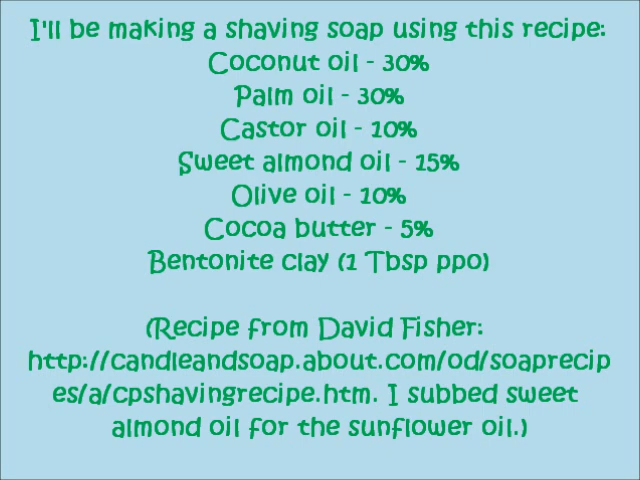 I'll be making a shaving soap using this recipe:
Coconut oil - 30%
Palm oil - 30%
Castor oil - 10%
Sweet almond oil - 15%
Olive oil - 10%
Cocoa butter - 5%
Bentonite clay (1 Tbsp ppo)
(Recipe from David Fisher:
http://candleandsoap.about.com/od/soaprecip
es/a/cpshavingrecipe.htm. I subbed sweet
almond oil for the sunflower oil.)